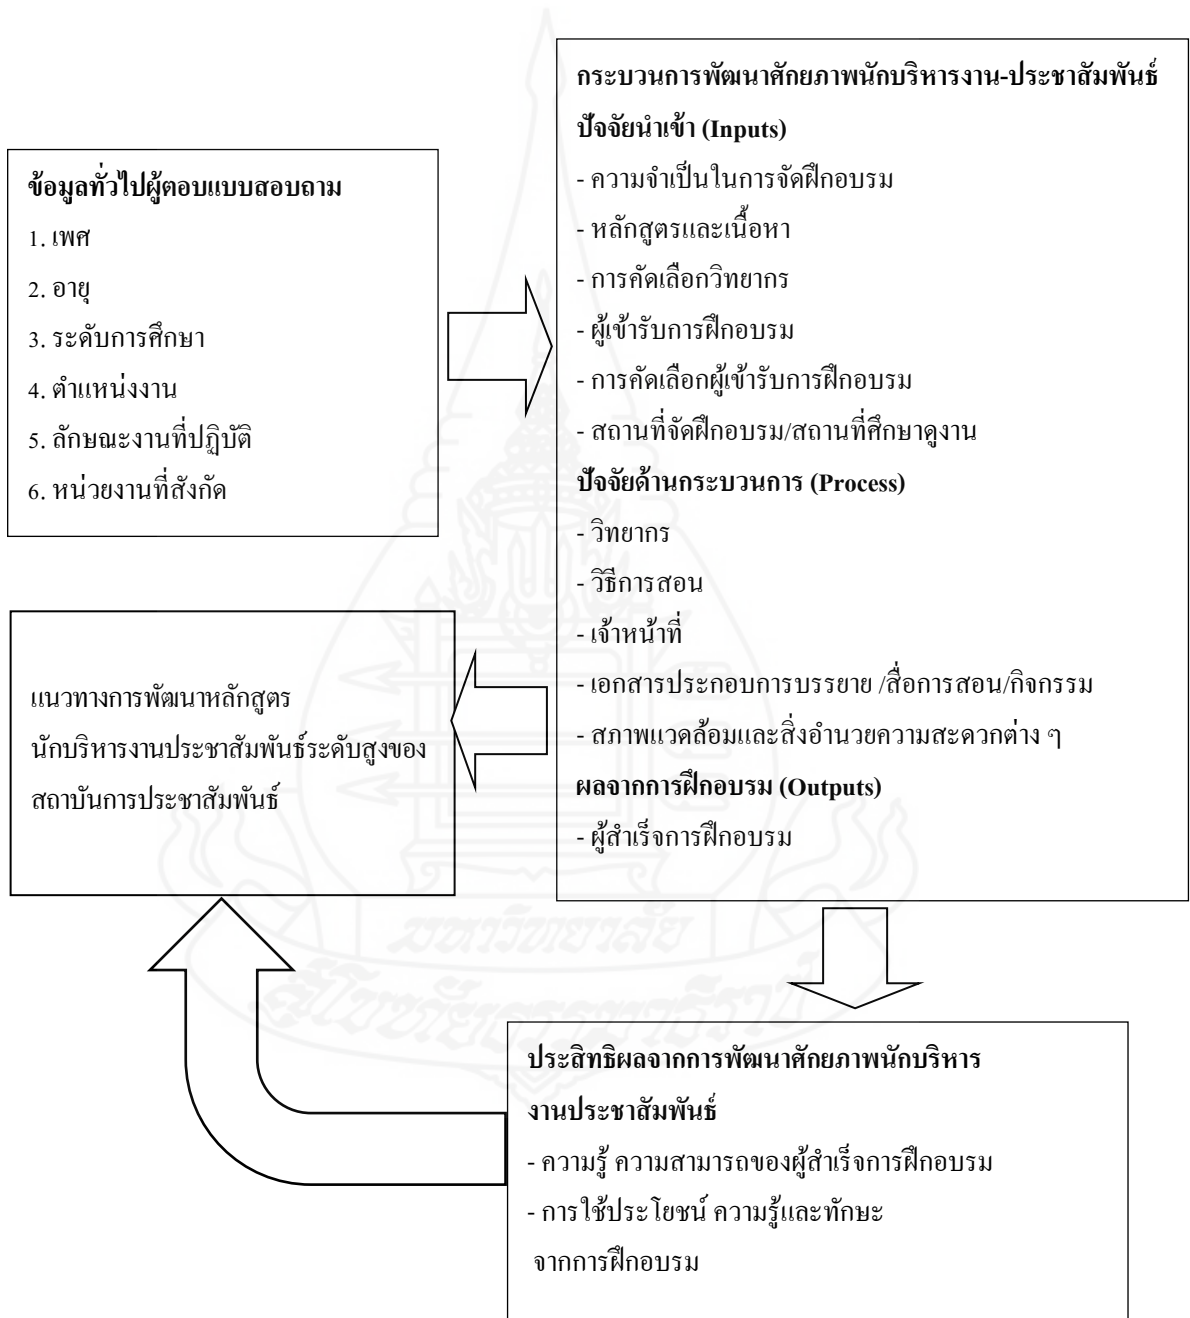 ข้อมูลทั่วไปผู้ตอบแบบสอบถาม
1. เพศ
2. อายุ
3. ระดับการศึกษา
4. ตำแหน่งงาน
5. ลักษณะงานที่ปฏิบัติ
6. หน่วยงานที่สังกัด
กระบวนการพัฒนาศักยภาพนักบริหารงาน-ประชาสัมพันธ์
ปัจจัยนำเข้า (Inputs)
- ความจำเป็นในการจัดฝึกอบรม
- หลักสูตรและเนื้อหา
- การคัดเลือกวิทยากร
- ผู้เข้ารับการฝึกอบรม
- การคัดเลือกผู้เข้ารับการฝึกอบรม
- สถานที่จัดฝึกอบรม/สถานที่ศึกษาดูงาน
ปัจจัยด้านกระบวนการ (Process)
- วิทยากร
- วิธีการสอน
- เจ้าหน้าที่
- เอกสารประกอบการบรรยาย /สื่อการสอน/กิจกรรม
- สภาพแวดล้อมและสิ่งอำนวยความสะดวกต่าง ๆ
ผลจากการฝึกอบรม (Outputs)
- ผู้สำเร็จการฝึกอบรม
แนวทางการพัฒนาหลักสูตร
นักบริหารงานประชาสัมพันธ์ระดับสูงของ
สถาบันการประชาสัมพันธ์
มหาวิทยาลัย
สุโขทัยธรรมาธิราช
ประสิทธิผลจากการพัฒนาศักยภาพนักบริหาร
งานประชาสัมพันธ์
- ความรู้ ความสามารถของผู้สำเร็จการฝึกอบรม
- การใช้ประโยชน์ ความรู้และทักษะ
จากการฝึกอบรม